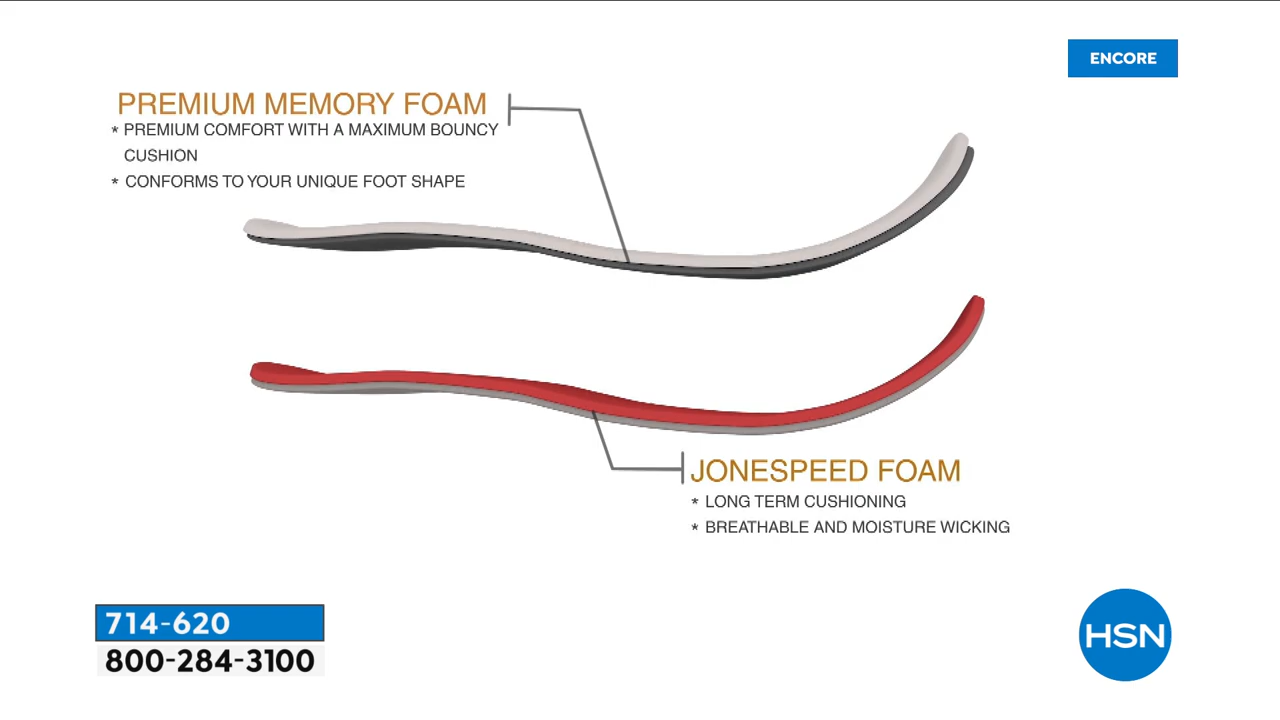 ENCORE
PREMIUM MEMORY FOAM
* PREMIUM COMFORT WITH A MAXIMUM BOUNCY
CUSHION
* CONFORMS TO YOUR UNIQUE FOOT SHAPE
JONESPEED FOAM
* LONG TERM CUSHIONING
* BREATHABLE AND MOISTURE WICKING
714-620
800-284-3100
HSN